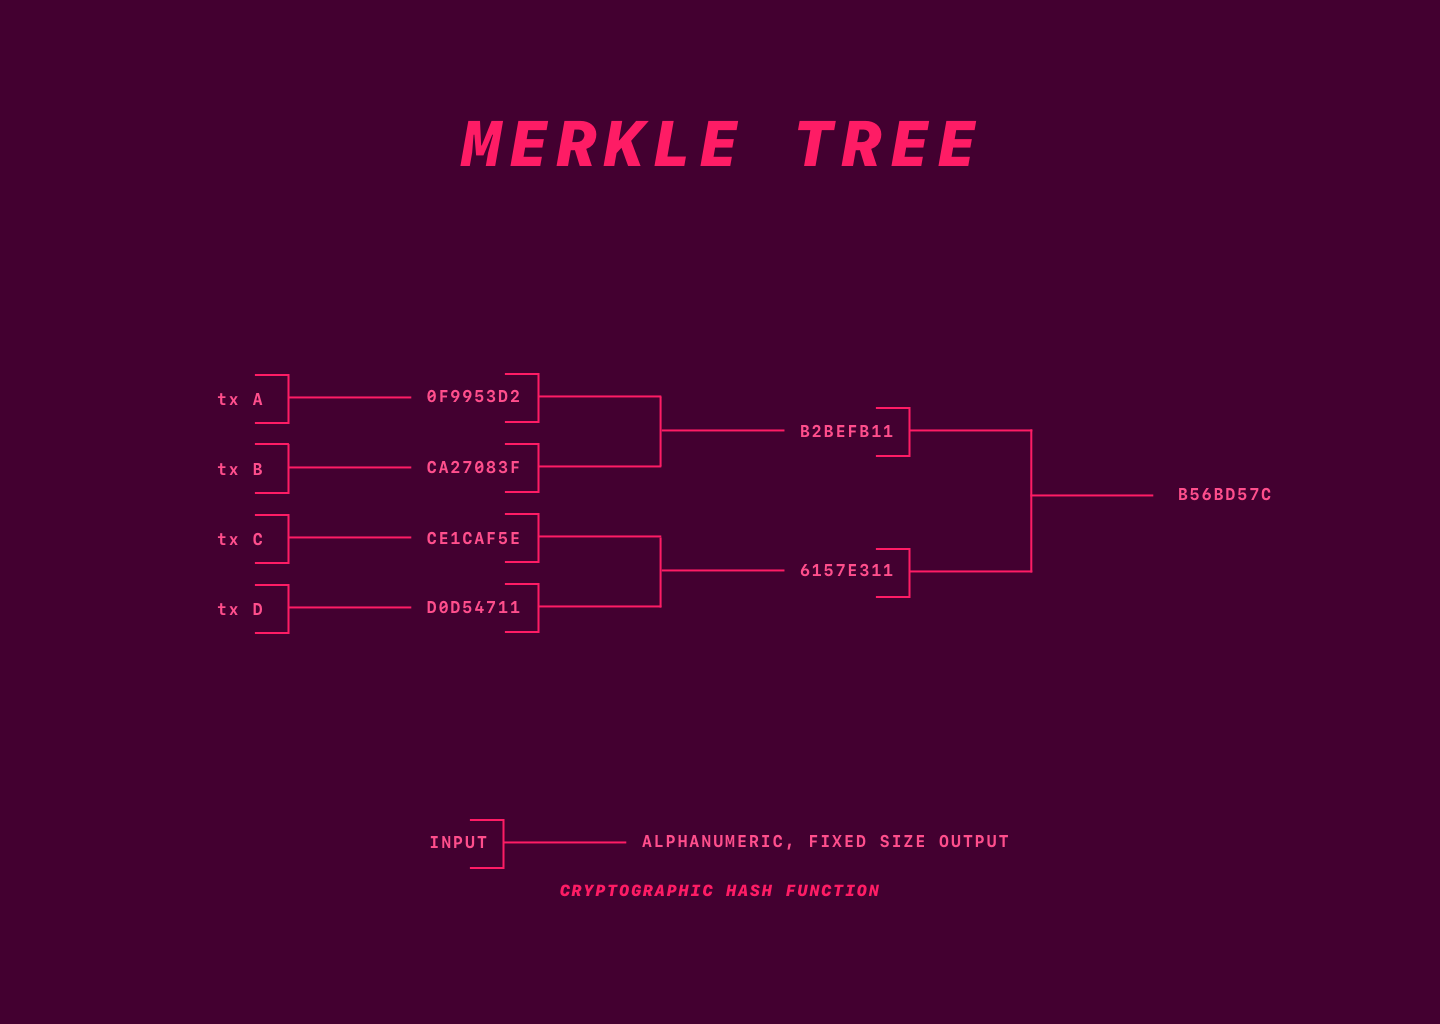 MERKLE TREE
tx A
0F9953D2
tx B
CA27083F
B2BEFB11
B56BD57C
tx C
CE1CAF5E
6157E311
tx D
D0D54711
INPUT
ALPHANUMERIC, FIXED SIZE OUTPUT
CRYPTOGRAPHIC HASH FUNCTION